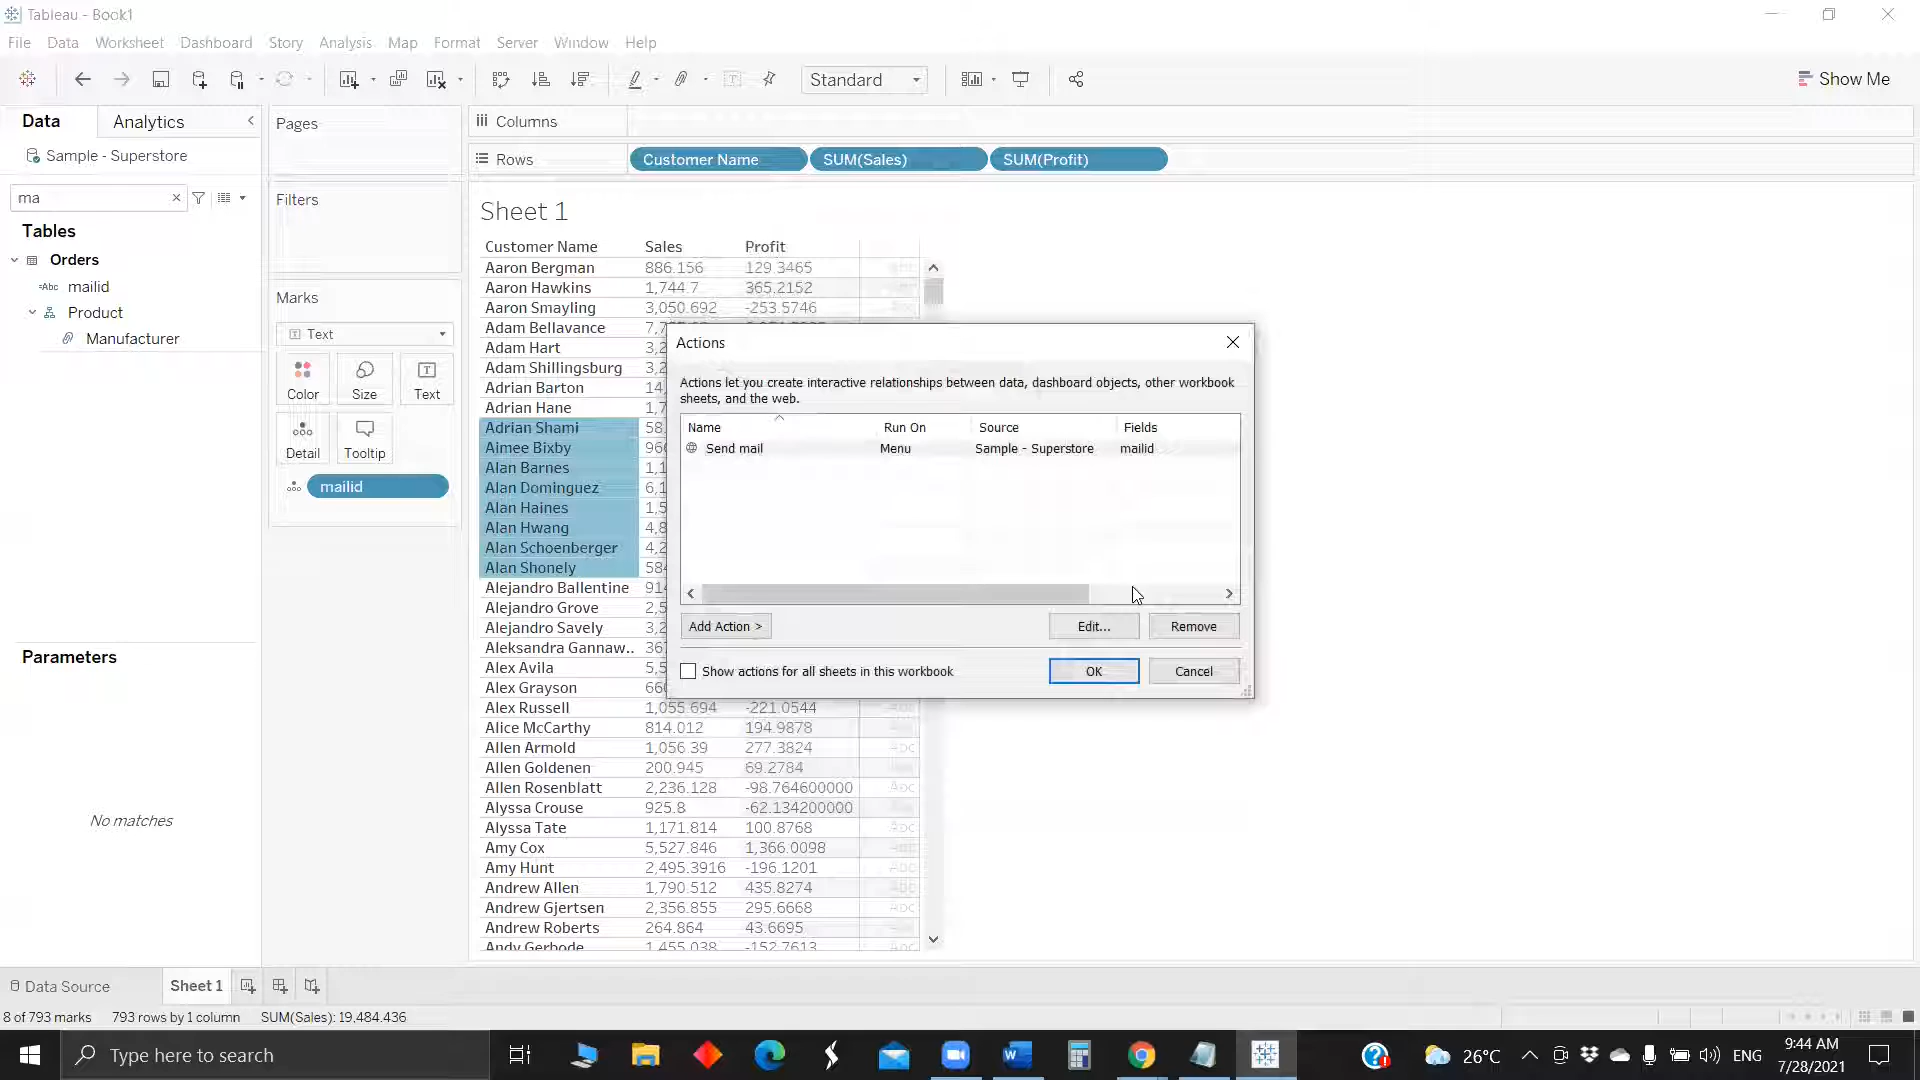 Tableau - Book1
File Data Worksheet Dashboard Story Analysis Map Format Server Window Help
Standard
Show Me
Data Analytics
Sample - Superstore
ma
Tables
Orders
Abc mailid
Product
Manufacturer
Parameters
No matches
Pages
Filters
Marks
Text
Color Size Text
Detail Tooltip
mailid
Columns
Rows Customer Name SUM(Sales) SUM(Profit)
Sheet 1
Customer Name Sales Profit
Aaron Bergman 886.156 129.3465
Aaron Hawkins 1,744.7 365.2152
Aaron Smayling 3,050.692 -253.5746
Adam Bellavance
Adam Hart
Adam Shillingsburg
Adrian Barton
Adrian Hane
Adrian Shami
Aimee Bixby
Alan Barnes
Alan Dominguez
Alan Haines
Alan Hwang
Alan Schoenberger
Alan Shonely
Alejandro Ballentine
Alejandro Grove
Alejandro Savely
Aleksandra Gannaw..
Alex Avila
Alex Grayson
Alex Russell 1,055.694 -221.0544
Alice McCarthy 814.012 194.9878
Allen Armold 1,056.39 277.3824 Abc
Allen Goldenen 200.945 69.2784
Allen Rosenblatt 2,236.128 -98.764600000 Abc
Alyssa Crouse 925.8 -62.134200000
Alyssa Tate 1,171.814 100.8768 Abc
Amy Cox 5,527.846 1,366.0098
Amy Hunt 2,495.3916 -196.1201
Andrew Allen 1,790.512 435.8274
Andrew Gjertsen 2,356.855 295.6668 Abc
Andrew Roberts 264.864 43.6695
Andy Gerbode 1,455.038 -152.7613
Actions
Actions let you create interactive relationships between data, dashboard objects, other workbook
sheets, and the web.
Name Run On Source Fields
Send mail Menu Sample - Superstore mailid
Add Action > Edit... Remove
Show actions for all sheets in this workbook OK Cancel
Data Source Sheet 1
8 of 793 marks 793 rows by 1 column SUM(Sales): 19,484.436
Type here to search
26°C ENG
9:44 AM
7/28/2021